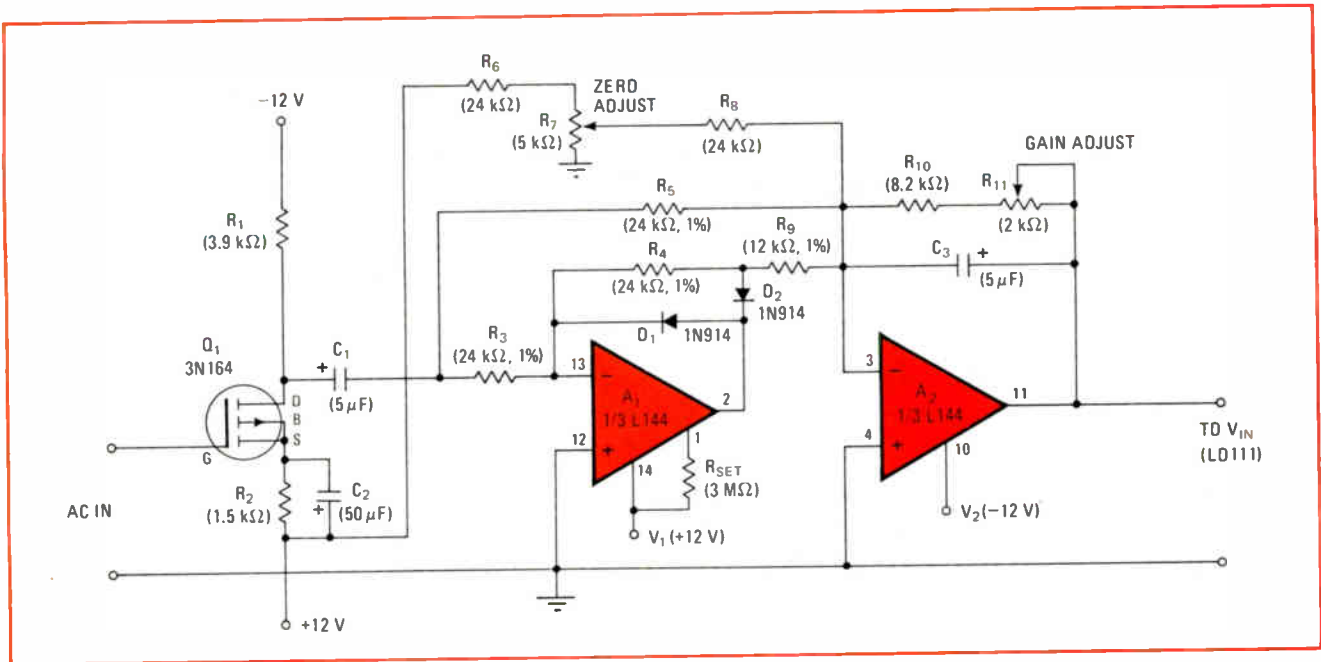 −12 V
R1
(3.9 kΩ)
R6
(24 kΩ)
R7
(5 kΩ)
ZERO
ADJUST
R8
(24 kΩ)
R5
(24 kΩ, 1%)
R4
(24 kΩ, 1%)
R9
(12 kΩ, 1%)
R10
(8.2 kΩ)
GAIN ADJUST
R11
(2 kΩ)
C3
+
(5 μF)
D2
1N914
D1
1N914
Q1
3N164
D
B
S
G
C1
+
(5 μF)
R3
(24 kΩ, 1%)
13
−
A1
1/3 L144
2
12
+
1
14
RSET
(3 MΩ)
V1 (+12 V)
3
−
A2
1/3 L144
11
4
+
10
V2 (−12 V)
TO VIN
(LD111)
AC IN
R2
(1.5 kΩ)
C2
+
(50 μF)
+12 V